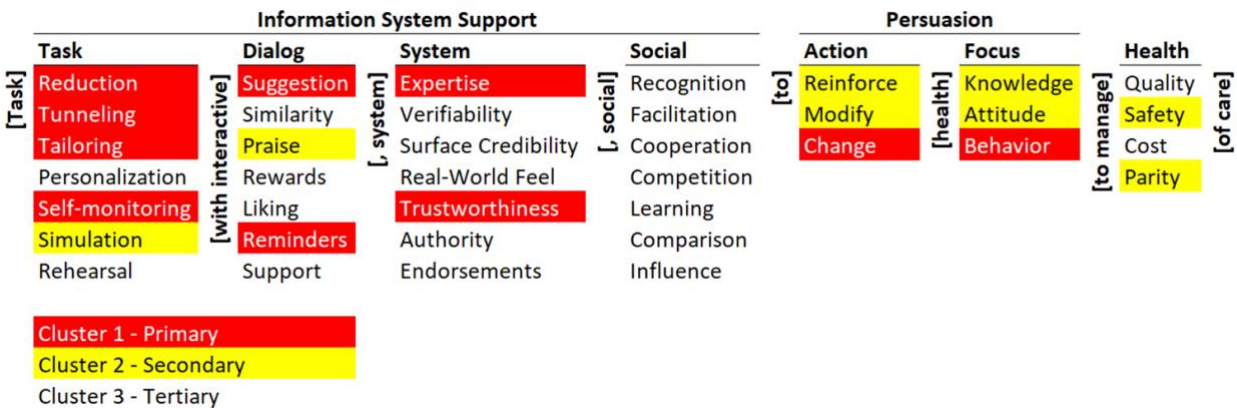 Information System Support Persuasion
Task Dialog System Social Action Focus Health
[Task]
Reduction
Tunneling
Tailoring
Personalization
Self-monitoring
Simulation
Rehearsal
[with interactive]
Suggestion
Similarity
Praise
Rewards
Liking
Reminders
Support
[, system]
Expertise
Verifiability
Surface Credibility
Real-World Feel
Trustworthiness
Authority
Endorsements
[, social]
Recognition
Facilitation
Cooperation
Competition
Learning
Comparison
Influence
[to]
Reinforce
Modify
Change
[health]
Knowledge
Attitude
Behavior
[to manage]
Quality
Safety
Cost
Parity
[of care]
Cluster 1 - Primary
Cluster 2 - Secondary
Cluster 3 - Tertiary